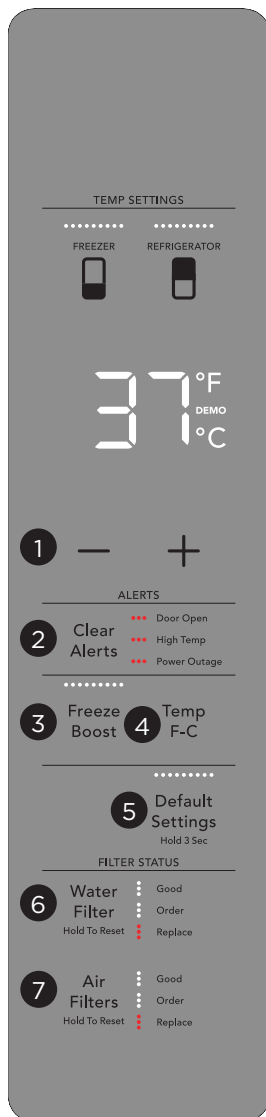 TEMP SETTINGS
FREEZER REFRIGERATOR
37 °F
DEMO
°C
1 − +
ALERTS
2 Clear Alerts
Door Open
High Temp
Power Outage
3 Freeze Boost
4 Temp F-C
5 Default Settings
Hold 3 Sec
FILTER STATUS
6 Water Filter
Hold To Reset
Good
Order
Replace
7 Air Filters
Hold To Reset
Good
Order
Replace